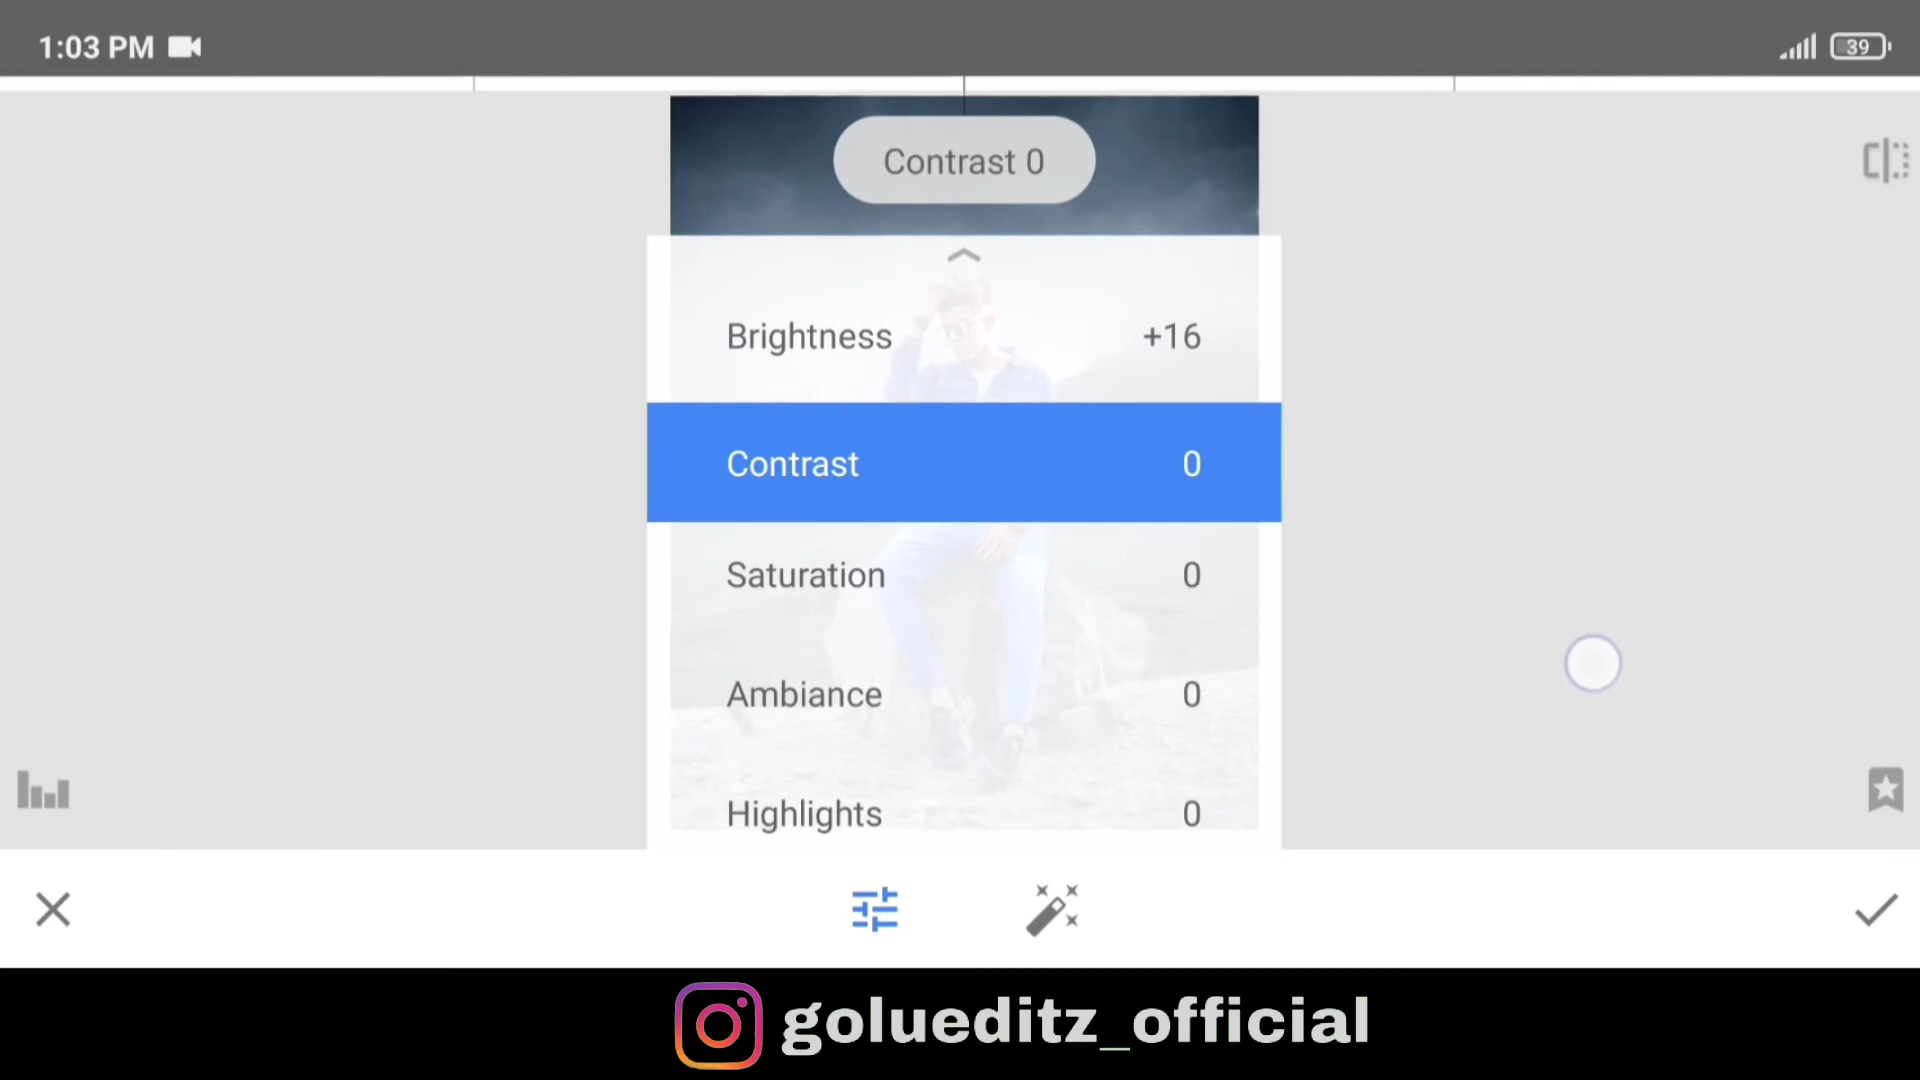 1:03 PM
39
Contrast 0
Brightness +16
Contrast 0
Saturation 0
Ambiance 0
Highlights 0
golueditz_official